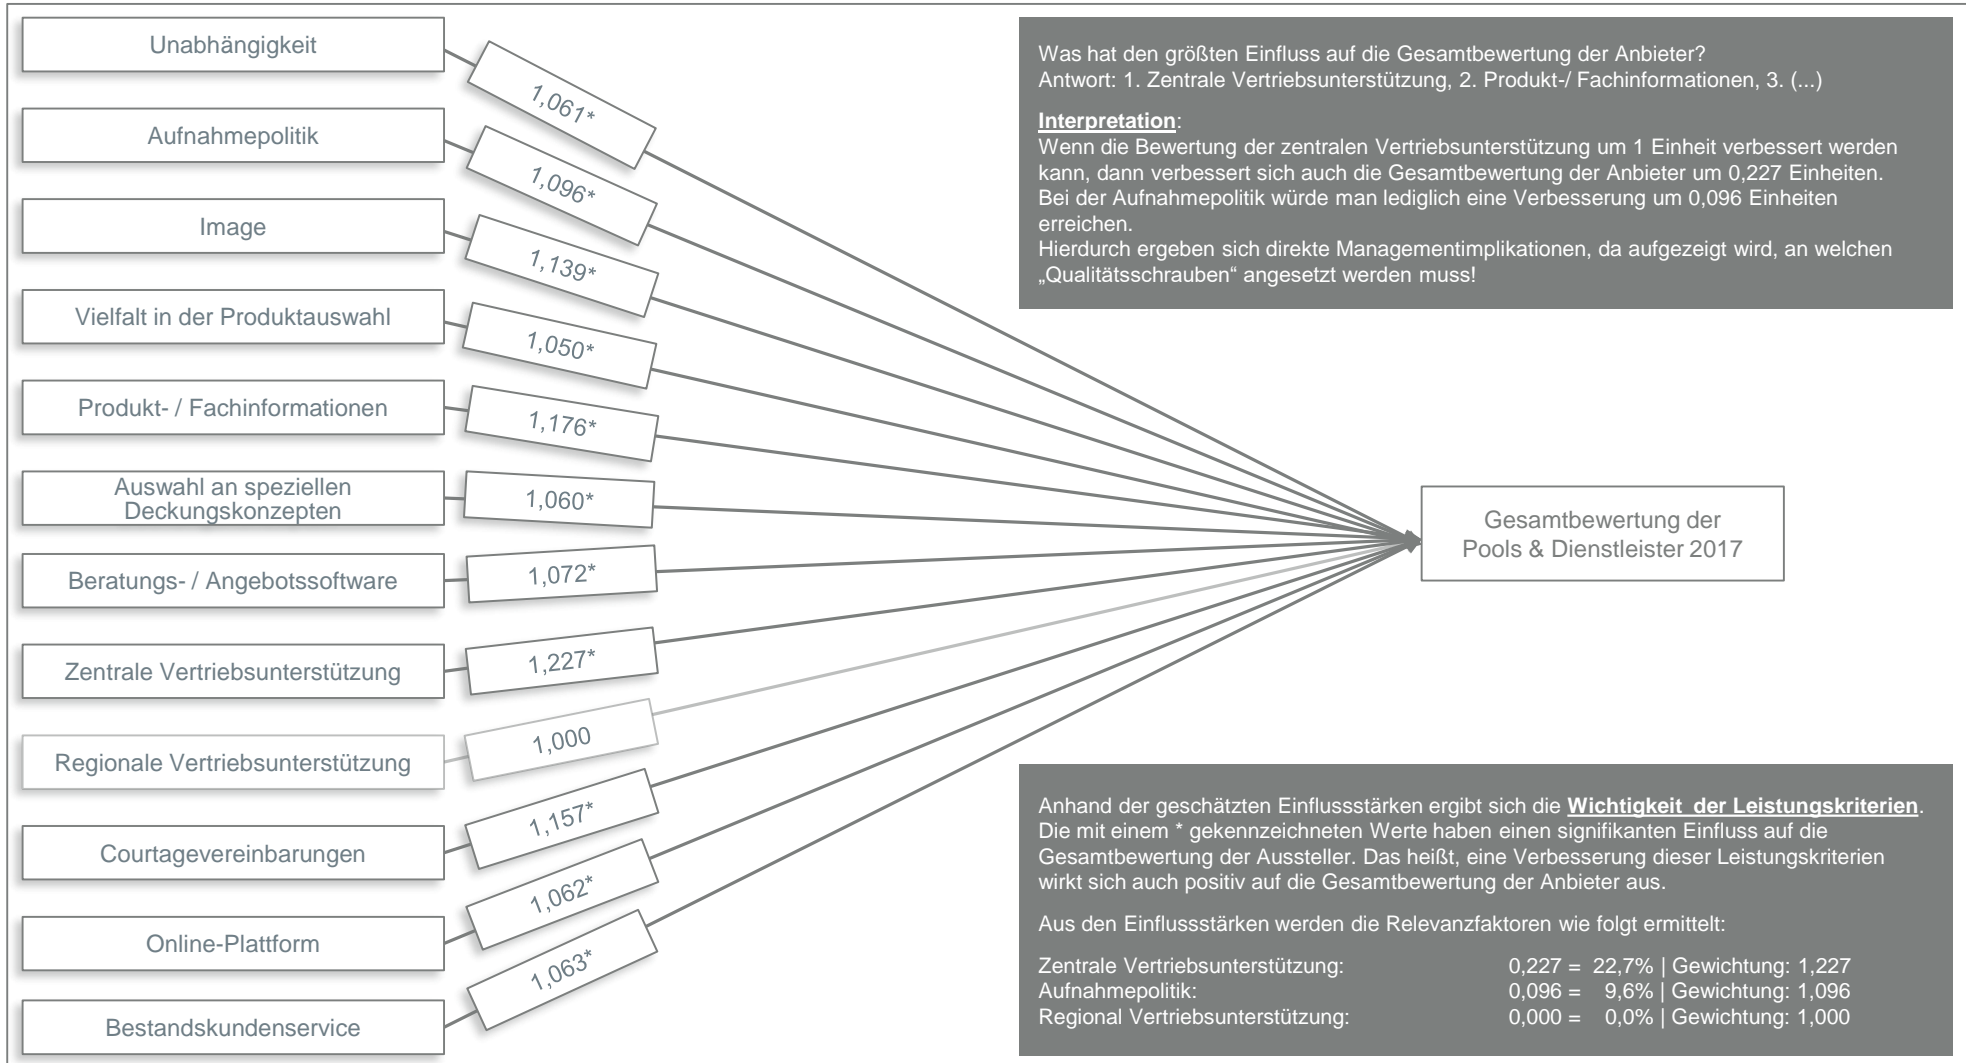 Unabhängigkeit
1,061*
Aufnahmepolitik
1,096*
Image
1,139*
Vielfalt in der Produktauswahl
1,050*
Produkt- / Fachinformationen
1,176*
Auswahl an speziellen
Deckungskonzepten
1,060*
Beratungs- / Angebotssoftware
1,072*
Zentrale Vertriebsunterstützung
1,227*
Regionale Vertriebsunterstützung
1,000
Courtagevereinbarungen
1,157*
Online-Plattform
1,062*
Bestandskundenservice
1,063*
Was hat den größten Einfluss auf die Gesamtbewertung der Anbieter?
Antwort: 1. Zentrale Vertriebsunterstützung, 2. Produkt-/ Fachinformationen, 3. (...)
Interpretation:
Wenn die Bewertung der zentralen Vertriebsunterstützung um 1 Einheit verbessert werden
kann, dann verbessert sich auch die Gesamtbewertung der Anbieter um 0,227 Einheiten.
Bei der Aufnahmepolitik würde man lediglich eine Verbesserung um 0,096 Einheiten
erreichen.
Hierdurch ergeben sich direkte Managementimplikationen, da aufgezeigt wird, an welchen
„Qualitätsschrauben“ angesetzt werden muss!
Gesamtbewertung der
Pools & Dienstleister 2017
Anhand der geschätzten Einflussstärken ergibt sich die Wichtigkeit der Leistungskriterien.
Die mit einem * gekennzeichneten Werte haben einen signifikanten Einfluss auf die
Gesamtbewertung der Aussteller. Das heißt, eine Verbesserung dieser Leistungskriterien
wirkt sich auch positiv auf die Gesamtbewertung der Anbieter aus.
Aus den Einflussstärken werden die Relevanzfaktoren wie folgt ermittelt:
Zentrale Vertriebsunterstützung: 0,227 = 22,7% | Gewichtung: 1,227
Aufnahmepolitik: 0,096 = 9,6% | Gewichtung: 1,096
Regional Vertriebsunterstützung: 0,000 = 0,0% | Gewichtung: 1,000